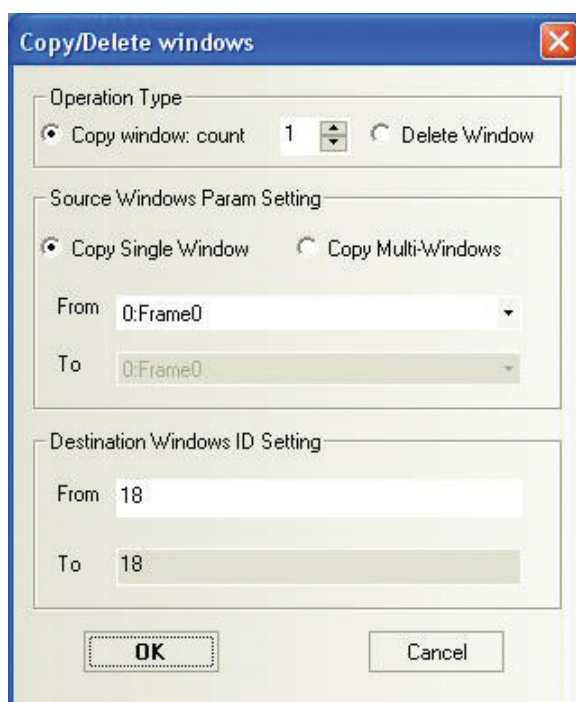 Copy/Delete windows
Operation Type
Copy window: count 1 Delete Window
Source Windows Param Setting
Copy Single Window Copy Multi-Windows
From 0:Frame0
To 0:Frame0
Destination Windows ID Setting
From 18
To 18
OK Cancel